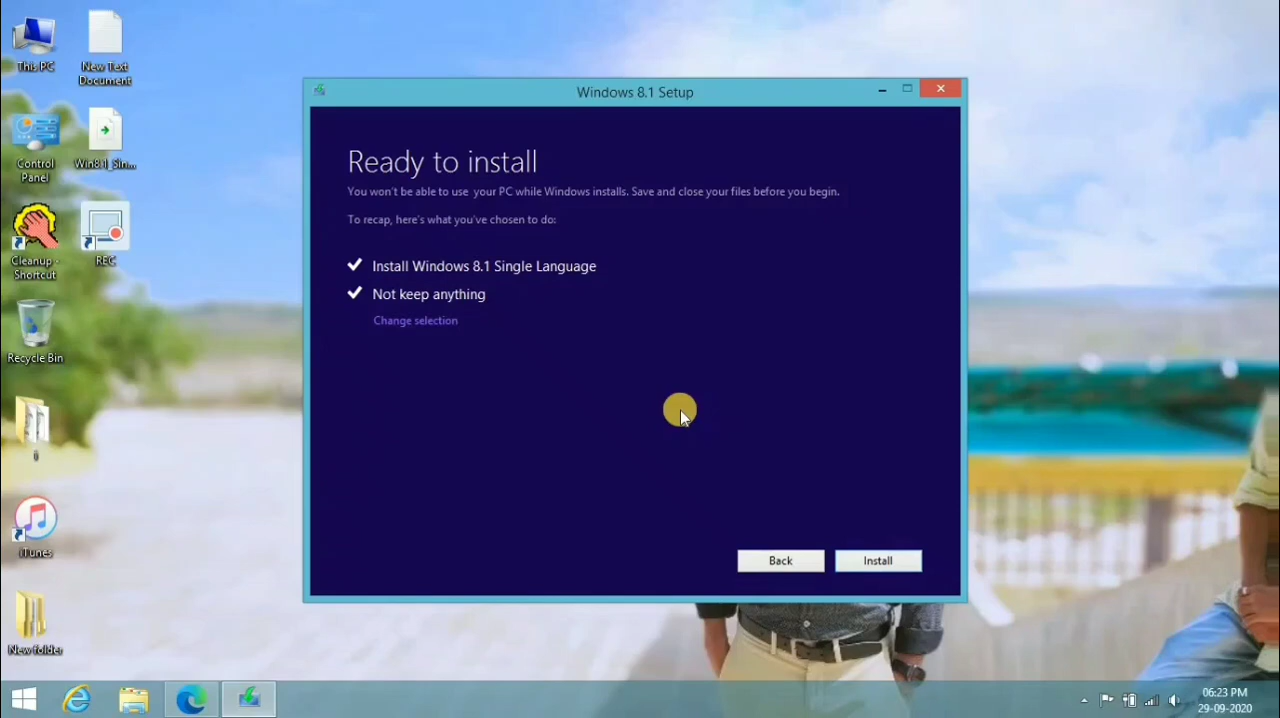 This PC
New Text
Document
Control
Panel
Win8.1_Sin...
Cleanup -
Shortcut
REC
Recycle Bin
iTunes
New folder
Windows 8.1 Setup
Ready to install
You won't be able to use your PC while Windows installs. Save and close your files before you begin.
To recap, here's what you've chosen to do:
Install Windows 8.1 Single Language
Not keep anything
Change selection
Back
Install
06:23 PM
29-09-2020